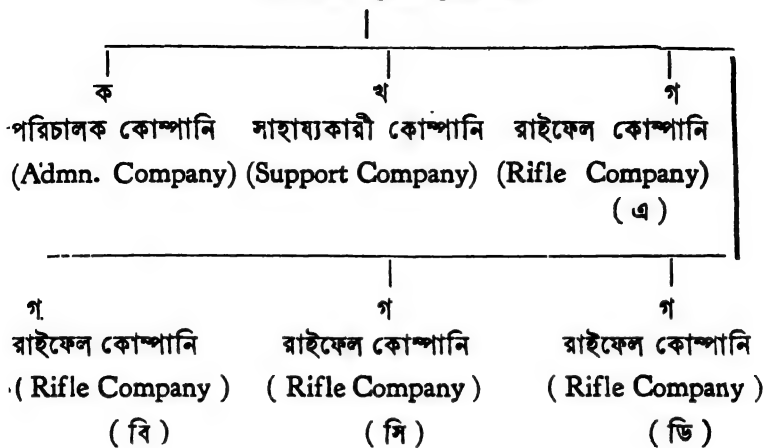 ক খ গ
পরিচালক কোম্পানি সাহায্যকারী কোম্পানি রাইফেল কোম্পানি
(Admn. Company) (Support Company) (Rifle Company)
( এ )
গ গ গ
রাইফেল কোম্পানি রাইফেল কোম্পানি রাইফেল কোম্পানি
( Rifle Company ) ( Rifle Company ) ( Rifle Company )
( বি ) ( সি ) ( ডি )